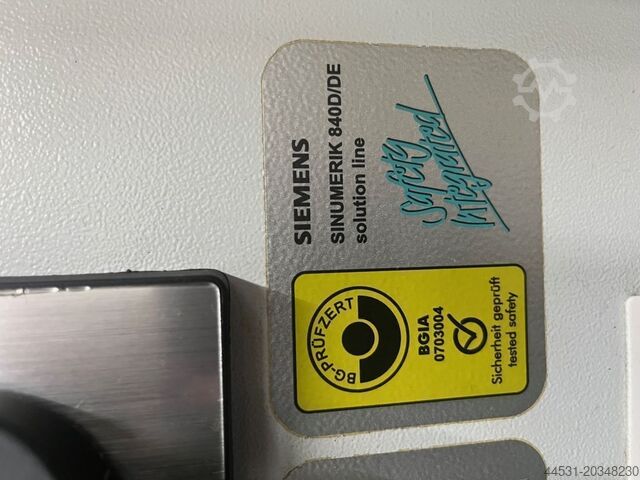 SIEMENS
SINUMERIK 840D/DE
solution line
Safety
Integrated
BG-PRÜFZERT
BGIA
0703004
Sicherheit geprüft
tested safety
44531-20348230